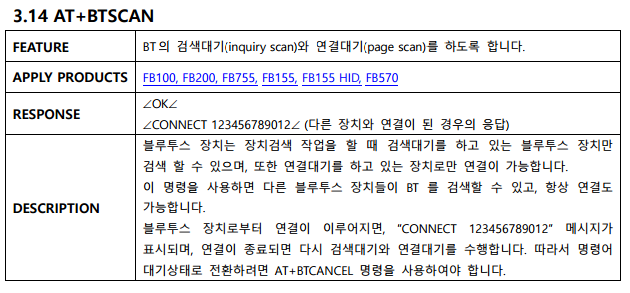 3.14 AT+BTSCAN
FEATURE
BT의 검색대기(inquiry scan)와 연결대기(page scan)를 하도록 합니다.
APPLY PRODUCTS
FB100, FB200, FB755, FB155, FB155 HID, FB570
RESPONSE
∠OK∠
∠CONNECT 123456789012∠ (다른 장치와 연결이 된 경우의 응답)
DESCRIPTION
블루투스 장치는 장치검색 작업을 할 때 검색대기를 하고 있는 블루투스 장치만
검색 할 수 있으며, 또한 연결대기를 하고 있는 장치로만 연결이 가능합니다.
이 명령을 사용하면 다른 블루투스 장치들이 BT 를 검색할 수 있고, 항상 연결도
가능합니다.
블루투스 장치로부터 연결이 이루어지면, “CONNECT 123456789012” 메시지가
표시되며, 연결이 종료되면 다시 검색대기와 연결대기를 수행합니다. 따라서 명령어
대기상태로 전환하려면 AT+BTCANCEL 명령을 사용하여야 합니다.